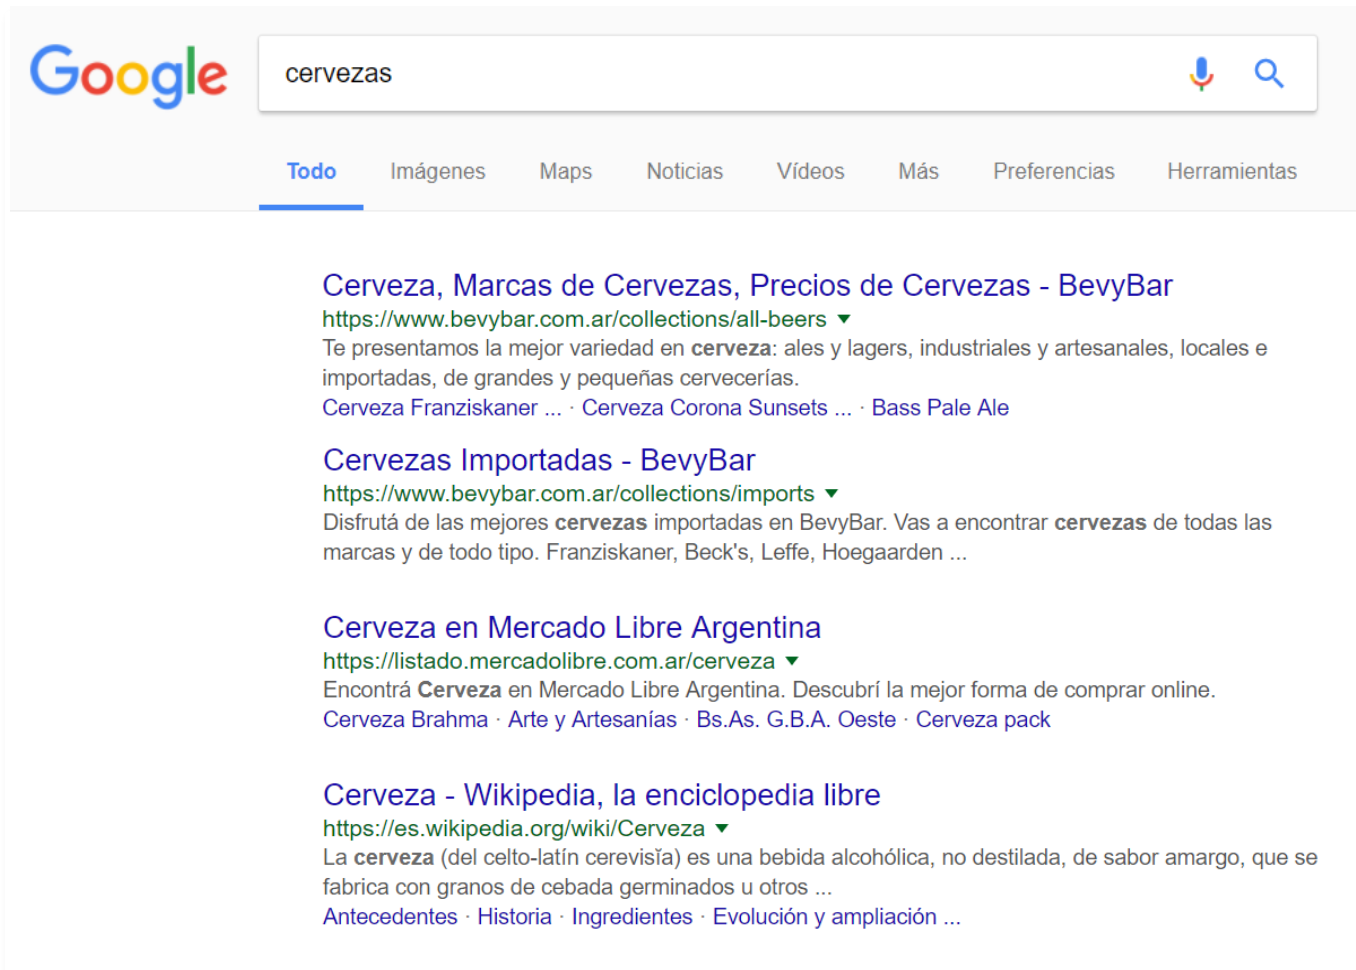 Google
cervezas
Todo Imágenes Maps Noticias Vídeos Más Preferencias Herramientas
Cerveza, Marcas de Cervezas, Precios de Cervezas - BevyBar
https://www.bevybar.com.ar/collections/all-beers
Te presentamos la mejor variedad en cerveza: ales y lagers, industriales y artesanales, locales e
importadas, de grandes y pequeñas cervecerías.
Cerveza Franziskaner ... · Cerveza Corona Sunsets ... · Bass Pale Ale
Cervezas Importadas - BevyBar
https://www.bevybar.com.ar/collections/imports
Disfrutá de las mejores cervezas importadas en BevyBar. Vas a encontrar cervezas de todas las
marcas y de todo tipo. Franziskaner, Beck's, Leffe, Hoegaarden ...
Cerveza en Mercado Libre Argentina
https://listado.mercadolibre.com.ar/cerveza
Encontrá Cerveza en Mercado Libre Argentina. Descubrí la mejor forma de comprar online.
Cerveza Brahma · Arte y Artesanías · Bs.As. G.B.A. Oeste · Cerveza pack
Cerveza - Wikipedia, la enciclopedia libre
https://es.wikipedia.org/wiki/Cerveza
La cerveza (del celto-latín cerevisĭa) es una bebida alcohólica, no destilada, de sabor amargo, que se
fabrica con granos de cebada germinados u otros ...
Antecedentes · Historia · Ingredientes · Evolución y ampliación ...